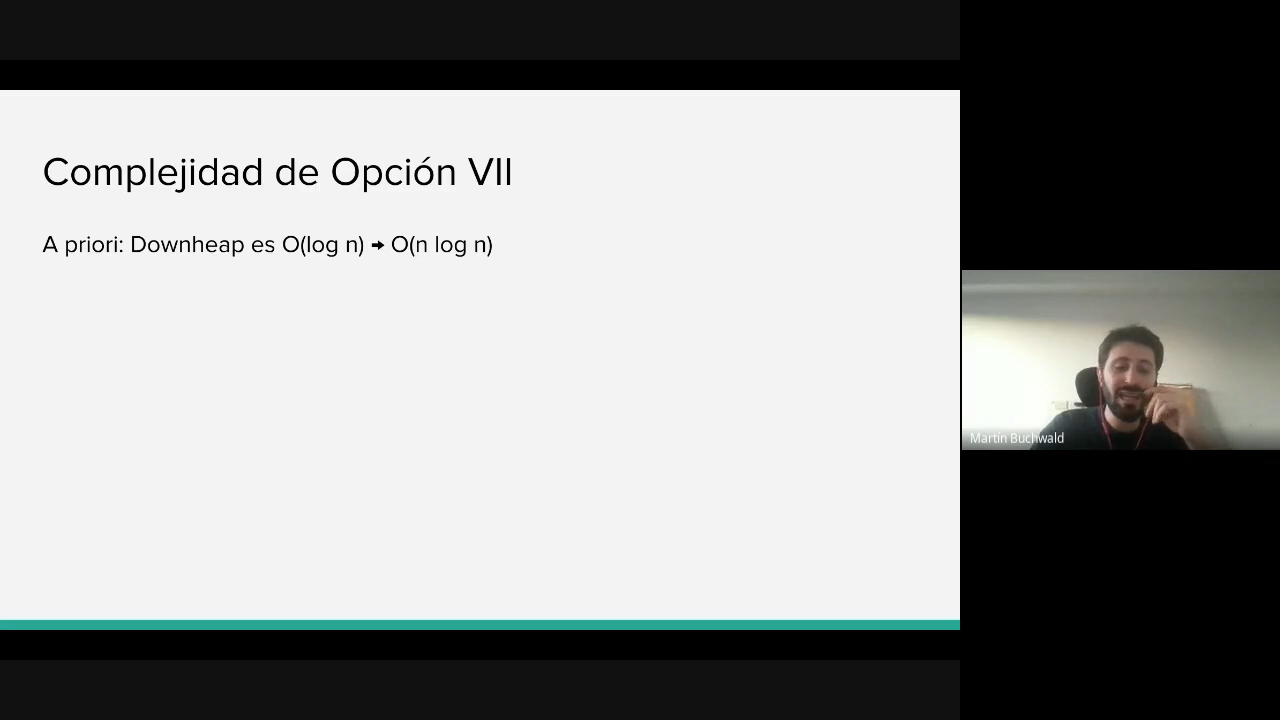 Complejidad de Opción VII
A priori: Downheap es O(log n) → O(n log n)
Martín Buchwald